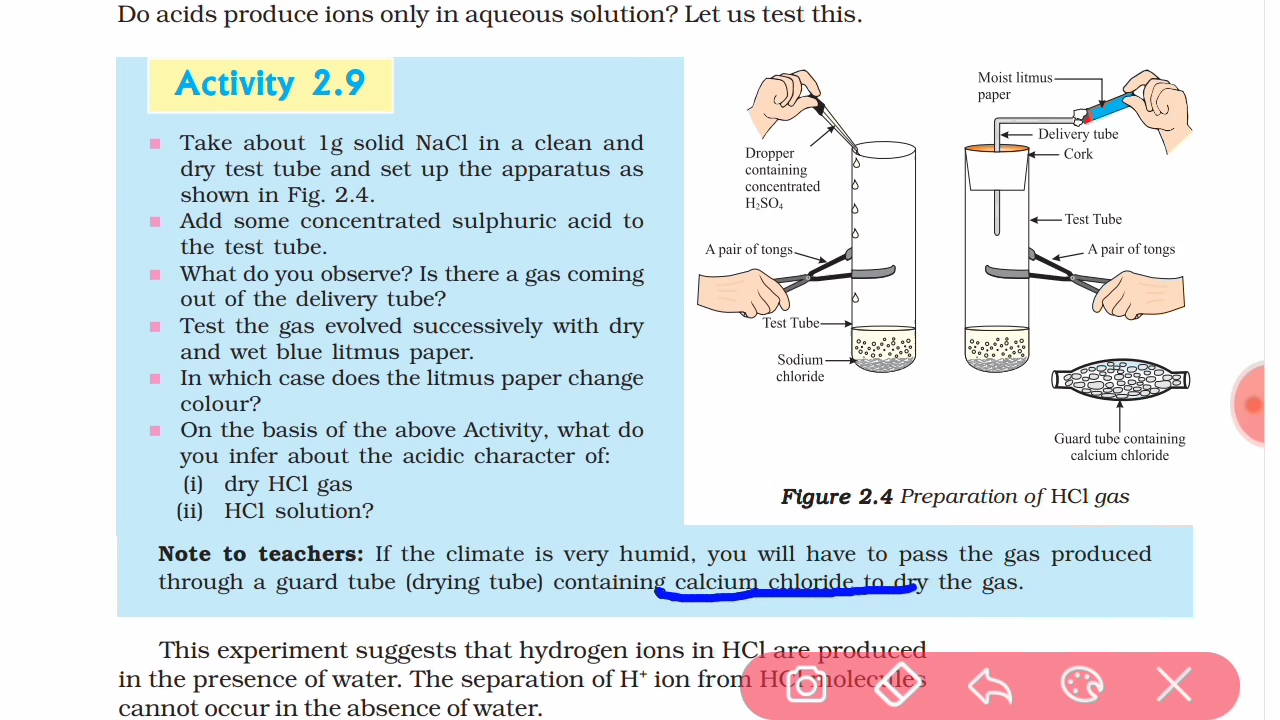 Do acids produce ions only in aqueous solution? Let us test this.
Activity 2.9
Take about 1g solid NaCl in a clean and
dry test tube and set up the apparatus as
shown in Fig. 2.4.
Add some concentrated sulphuric acid to
the test tube.
What do you observe? Is there a gas coming
out of the delivery tube?
Test the gas evolved successively with dry
and wet blue litmus paper.
In which case does the litmus paper change
colour?
On the basis of the above Activity, what do
you infer about the acidic character of:
(i) dry HCl gas
(ii) HCl solution?
Dropper
containing
concentrated
H₂SO₄
A pair of tongs
Test Tube
Sodium
chloride
Moist litmus
paper
Delivery tube
Cork
Test Tube
A pair of tongs
Guard tube containing
calcium chloride
Figure 2.4 Preparation of HCl gas
Note to teachers: If the climate is very humid, you will have to pass the gas produced
through a guard tube (drying tube) containing calcium chloride to dry the gas.
This experiment suggests that hydrogen ions in HCl are produced
in the presence of water. The separation of H⁺ ion from HCl molecules
cannot occur in the absence of water.